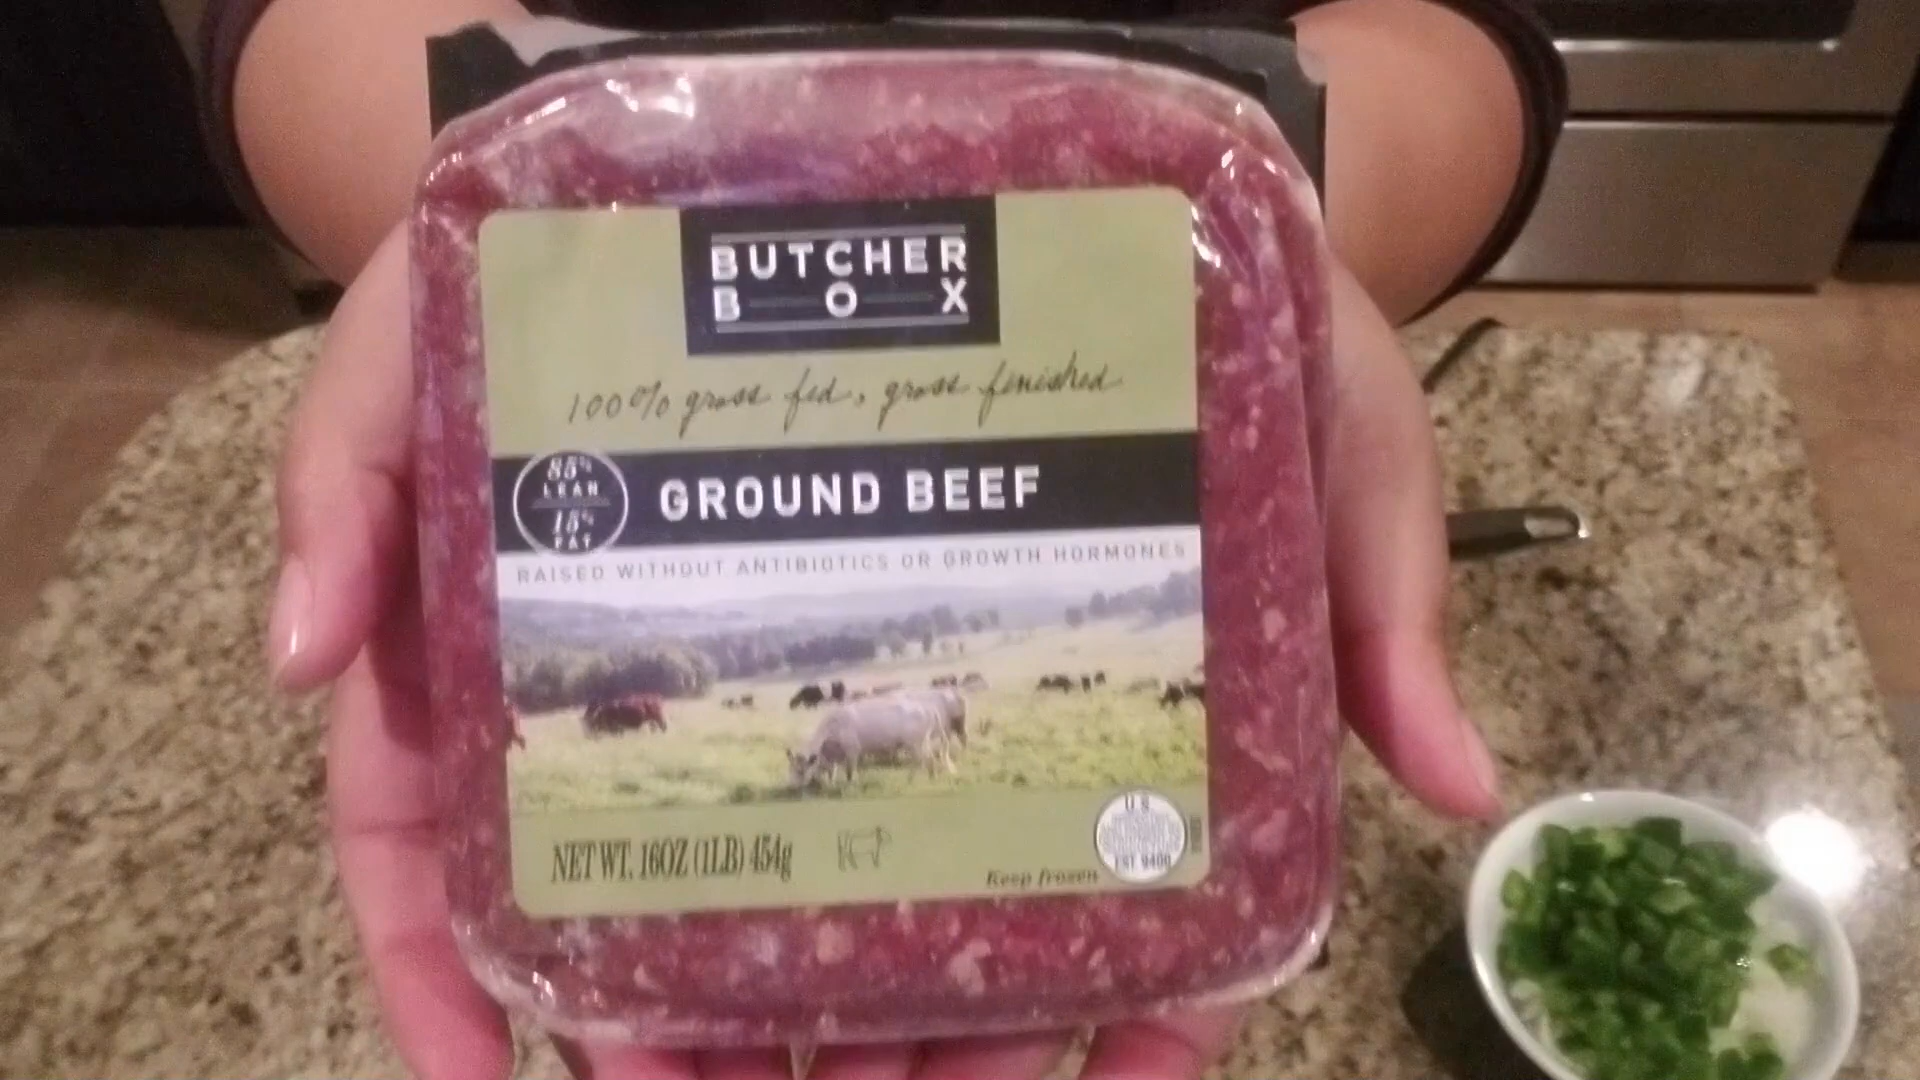 BUTCHER
BOX
100% grass fed, grass finished
85%
LEAN
15%
FAT
GROUND BEEF
RAISED WITHOUT ANTIBIOTICS OR GROWTH HORMONES
NET WT. 16OZ (1LB) 454g
Keep frozen
U.S.
EST.